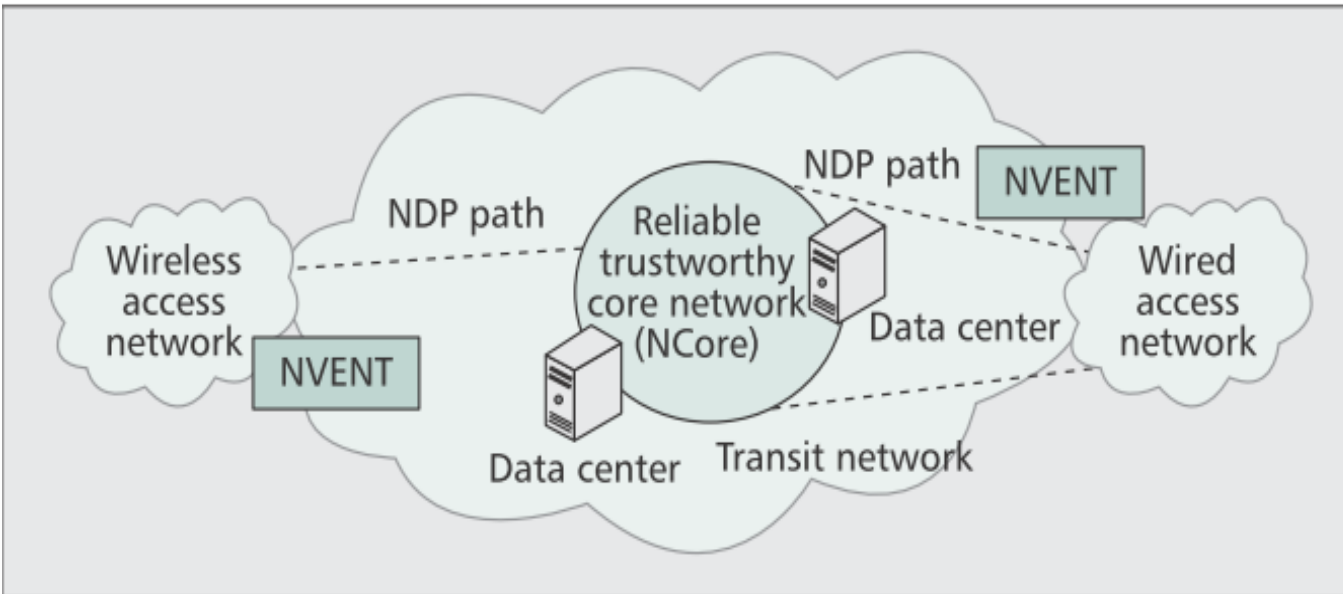 NDP path
NVENT
NDP path
Reliable
trustworthy
core network
(NCore)
Wireless
access
network
Wired
access
network
Data center
NVENT
Data center
Transit network